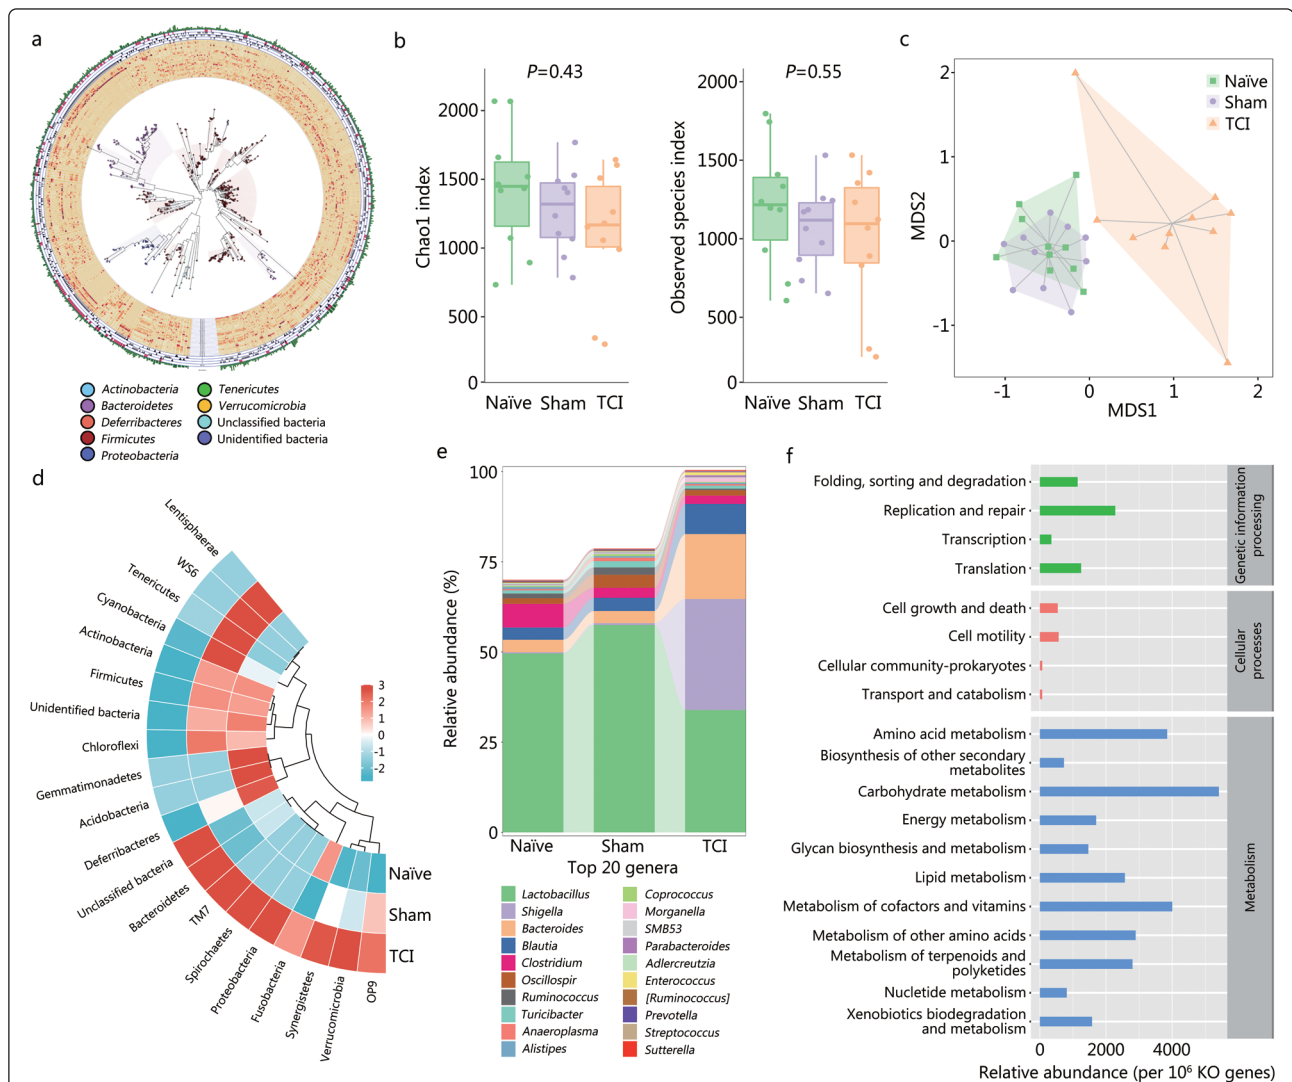 a
Actinobacteria
Bacteroidetes
Deferribacteres
Firmicutes
Proteobacteria
Tenericutes
Verrucomicrobia
Unclassified bacteria
Unidentified bacteria
b
P=0.43
Chao1 index
2000
1500
1000
500
0
Naïve
Sham
TCI
P=0.55
Observed species index
2000
1500
1000
500
0
Naïve
Sham
TCI
c
Naïve
Sham
TCI
MDS2
2
1
0
-1
-1
0
1
2
MDS1
d
Lentisphaerae
WS6
Tenericutes
Cyanobacteria
Actinobacteria
Firmicutes
Unidentified bacteria
Chloroflexi
Gemmatimonadetes
Acidobacteria
Deferribacteres
Unclassified bacteria
Bacteroidetes
TM7
Spirochaetes
Proteobacteria
Fusobacteria
Synergistetes
Verrucomicrobia
OP9
3
2
1
0
-1
-2
Naïve
Sham
TCI
e
Relative abundance (%)
100
75
50
25
0
Naïve
Sham
TCI
Top 20 genera
Lactobacillus
Shigella
Bacteroides
Blautia
Clostridium
Oscillospir
Ruminococcus
Turicibacter
Anaeroplasma
Alistipes
Coprococcus
Morganella
SMB53
Parabacteroides
Adlercreutzia
Enterococcus
[Ruminococcus]
Prevotella
Streptococcus
Sutterella
f
Folding, sorting and degradation
Replication and repair
Transcription
Translation
Genetic information
processing
Cell growth and death
Cell motility
Cellular community-prokaryotes
Transport and catabolism
Cellular
processes
Amino acid metabolism
Biosynthesis of other secondary
metabolites
Carbohydrate metabolism
Energy metabolism
Glycan biosynthesis and metabolism
Lipid metabolism
Metabolism of cofactors and vitamins
Metabolism of other amino acids
Metabolism of terpenoids and
polyketides
Nucletide metabolism
Xenobiotics biodegradation
and metabolism
Metabolism
0
2000
4000
Relative abundance (per 10⁶ KO genes)